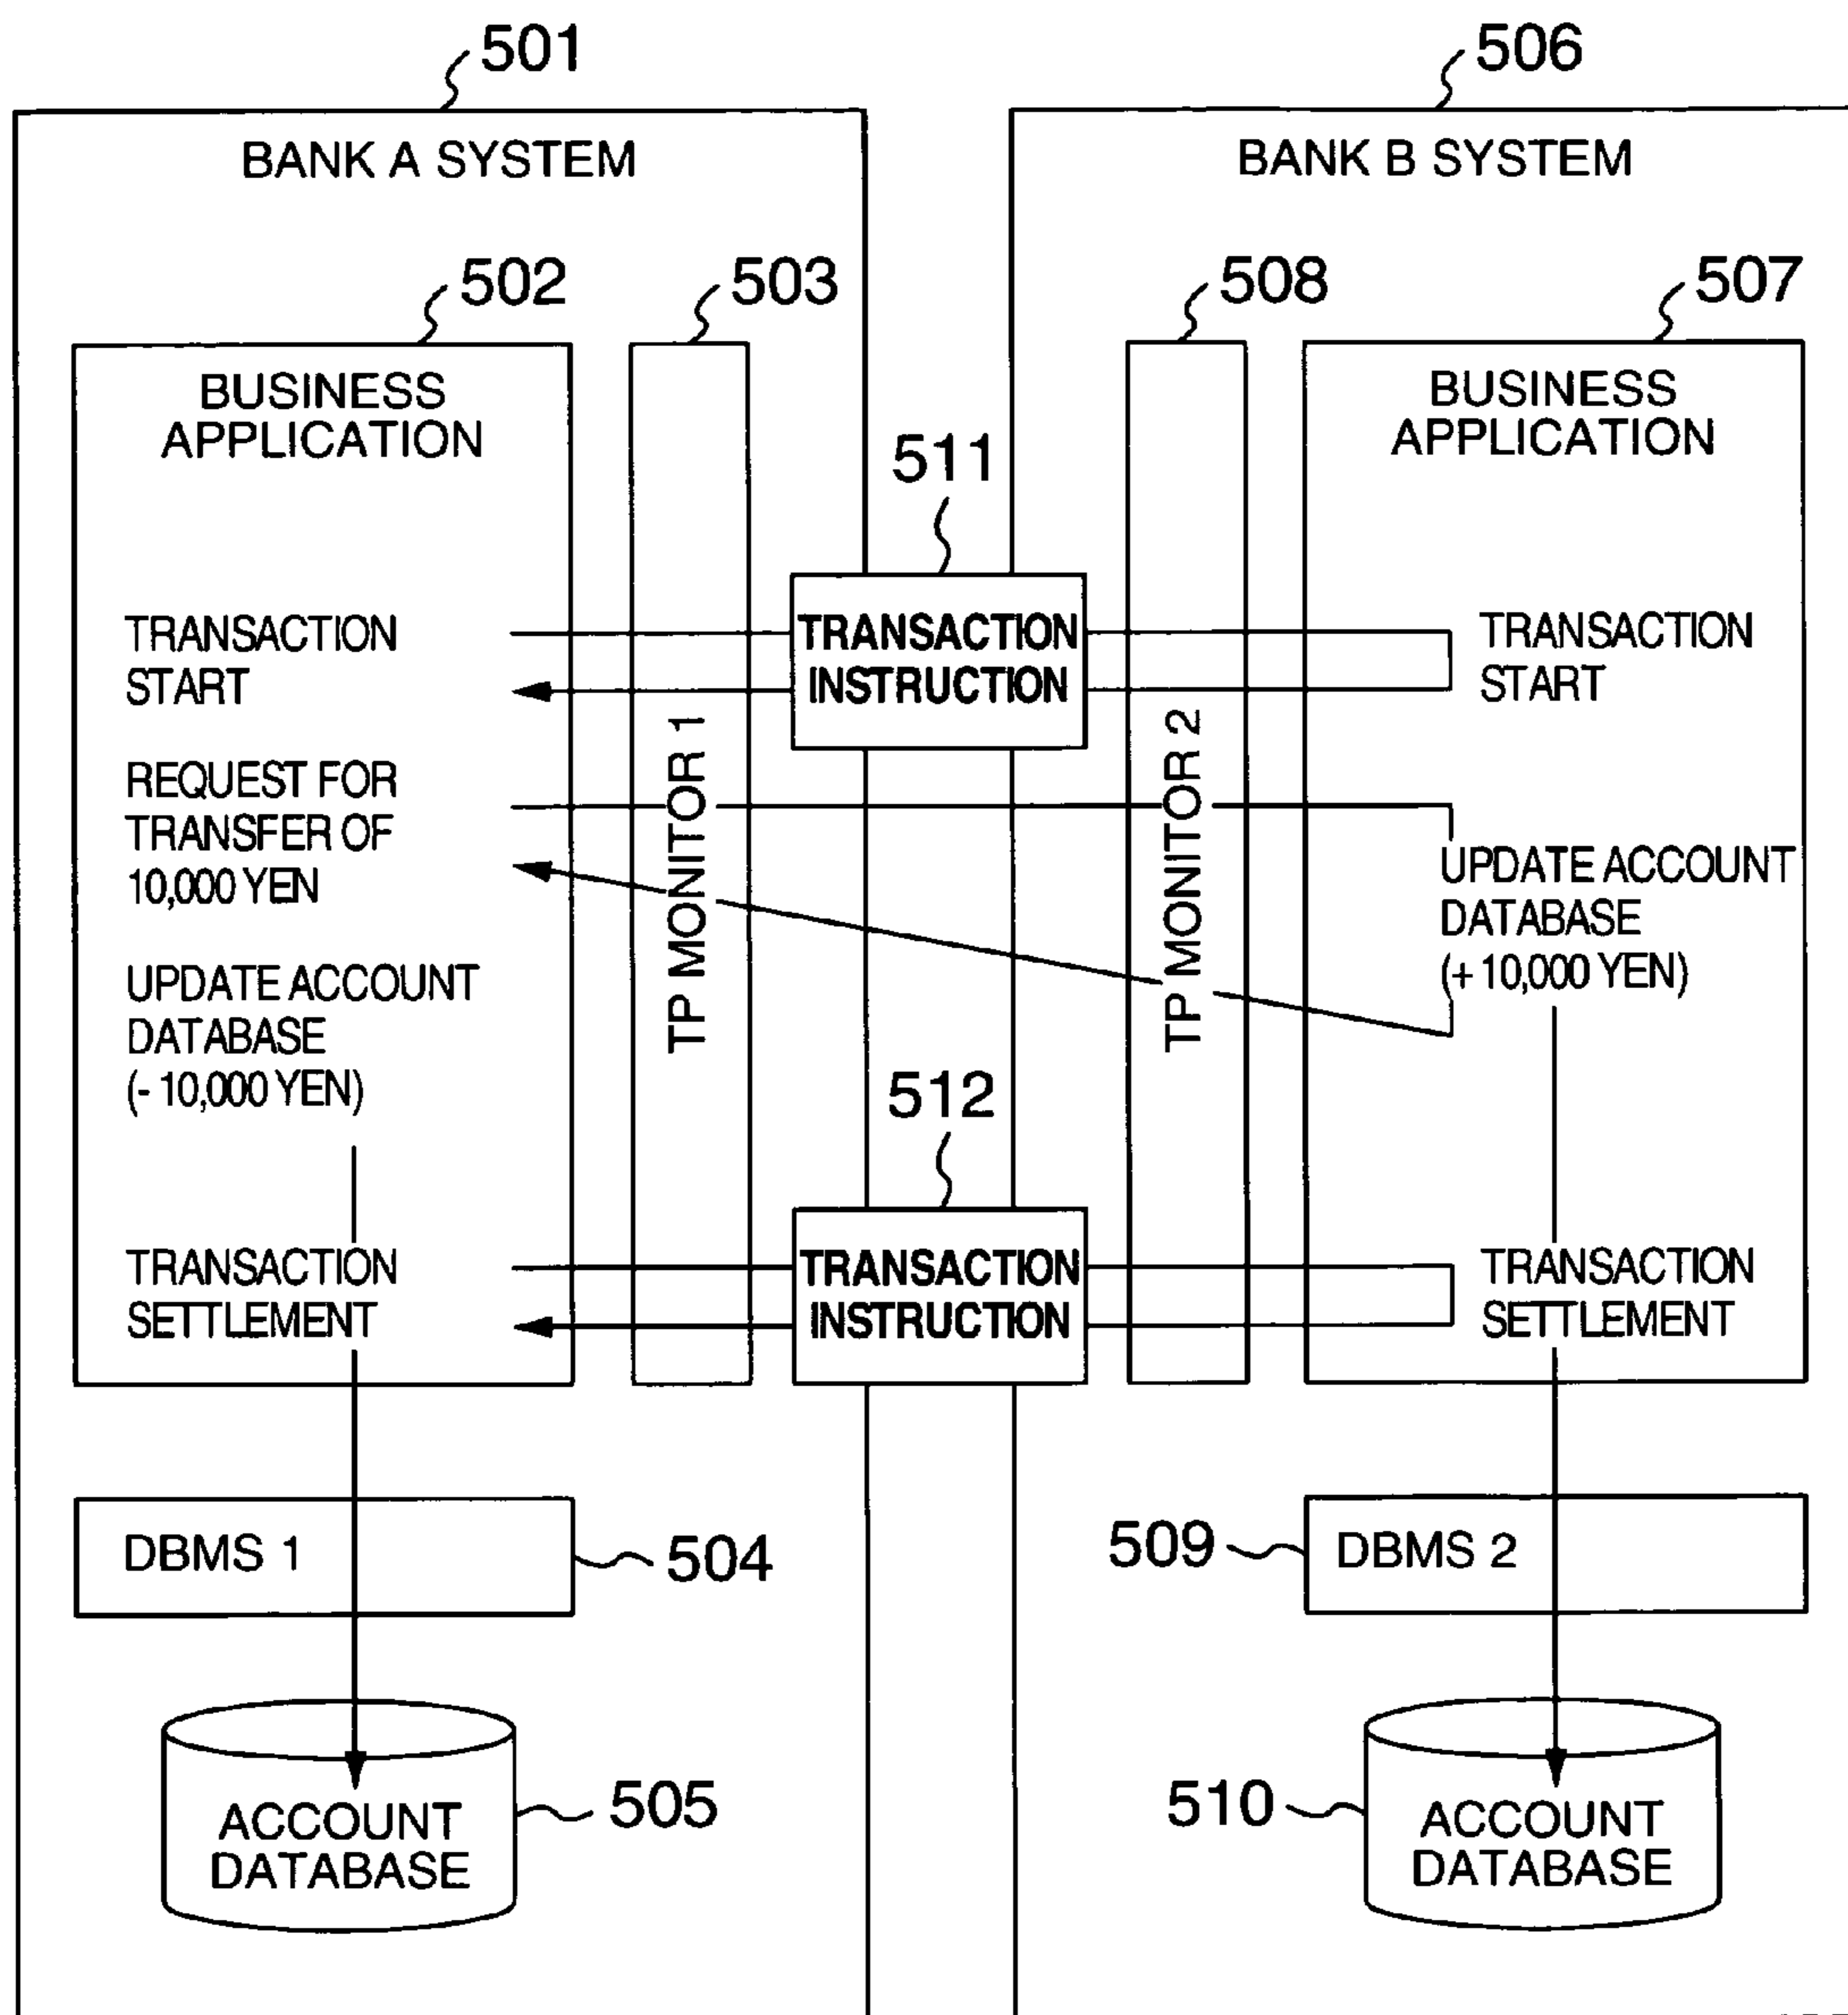 501
506
BANK A SYSTEM
BANK B SYSTEM
502
503
508
507
BUSINESS
APPLICATION
BUSINESS
APPLICATION
511
TRANSACTION
START
TRANSACTION
INSTRUCTION
TRANSACTION
START
TP MONITOR 1
TP MONITOR 2
REQUEST FOR
TRANSFER OF
10,000 YEN
UPDATE ACCOUNT
DATABASE
(+ 10,000 YEN)
UPDATE ACCOUNT
DATABASE
(- 10,000 YEN)
512
TRANSACTION
SETTLEMENT
TRANSACTION
INSTRUCTION
TRANSACTION
SETTLEMENT
DBMS 1
504
509
DBMS 2
ACCOUNT
DATABASE
505
510
ACCOUNT
DATABASE